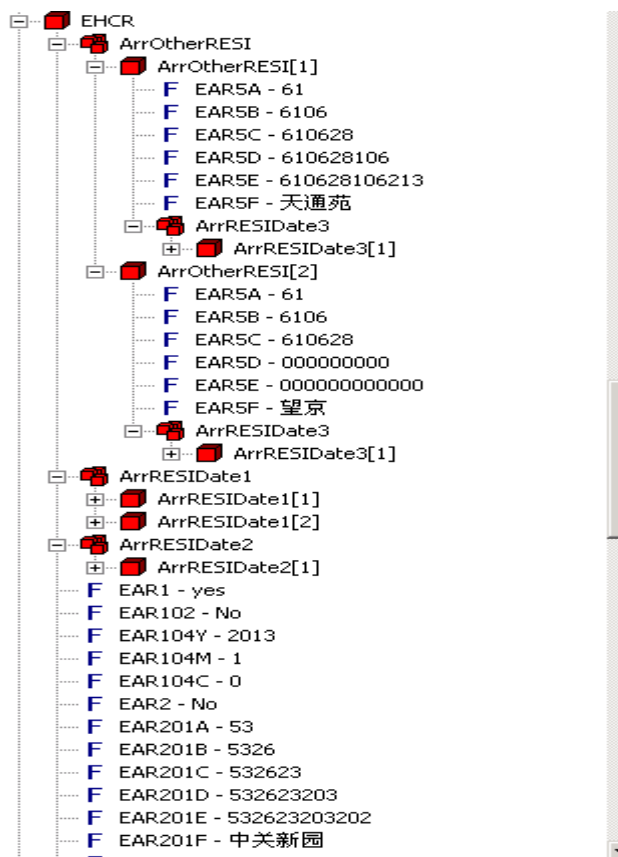 EHCR
ArrOtherRESI
ArrOtherRESI[1]
F EAR5A - 61
F EAR5B - 6106
F EAR5C - 610628
F EAR5D - 610628106
F EAR5E - 610628106213
F EAR5F - 天通苑
ArrRESIDate3
ArrRESIDate3[1]
ArrOtherRESI[2]
F EAR5A - 61
F EAR5B - 6106
F EAR5C - 610628
F EAR5D - 000000000
F EAR5E - 000000000000
F EAR5F - 望京
ArrRESIDate3
ArrRESIDate3[1]
ArrRESIDate1
ArrRESIDate1[1]
ArrRESIDate1[2]
ArrRESIDate2
ArrRESIDate2[1]
F EAR1 - yes
F EAR102 - No
F EAR104Y - 2013
F EAR104M - 1
F EAR104C - 0
F EAR2 - No
F EAR201A - 53
F EAR201B - 5326
F EAR201C - 532623
F EAR201D - 532623203
F EAR201E - 532623203202
F EAR201F - 中关新园